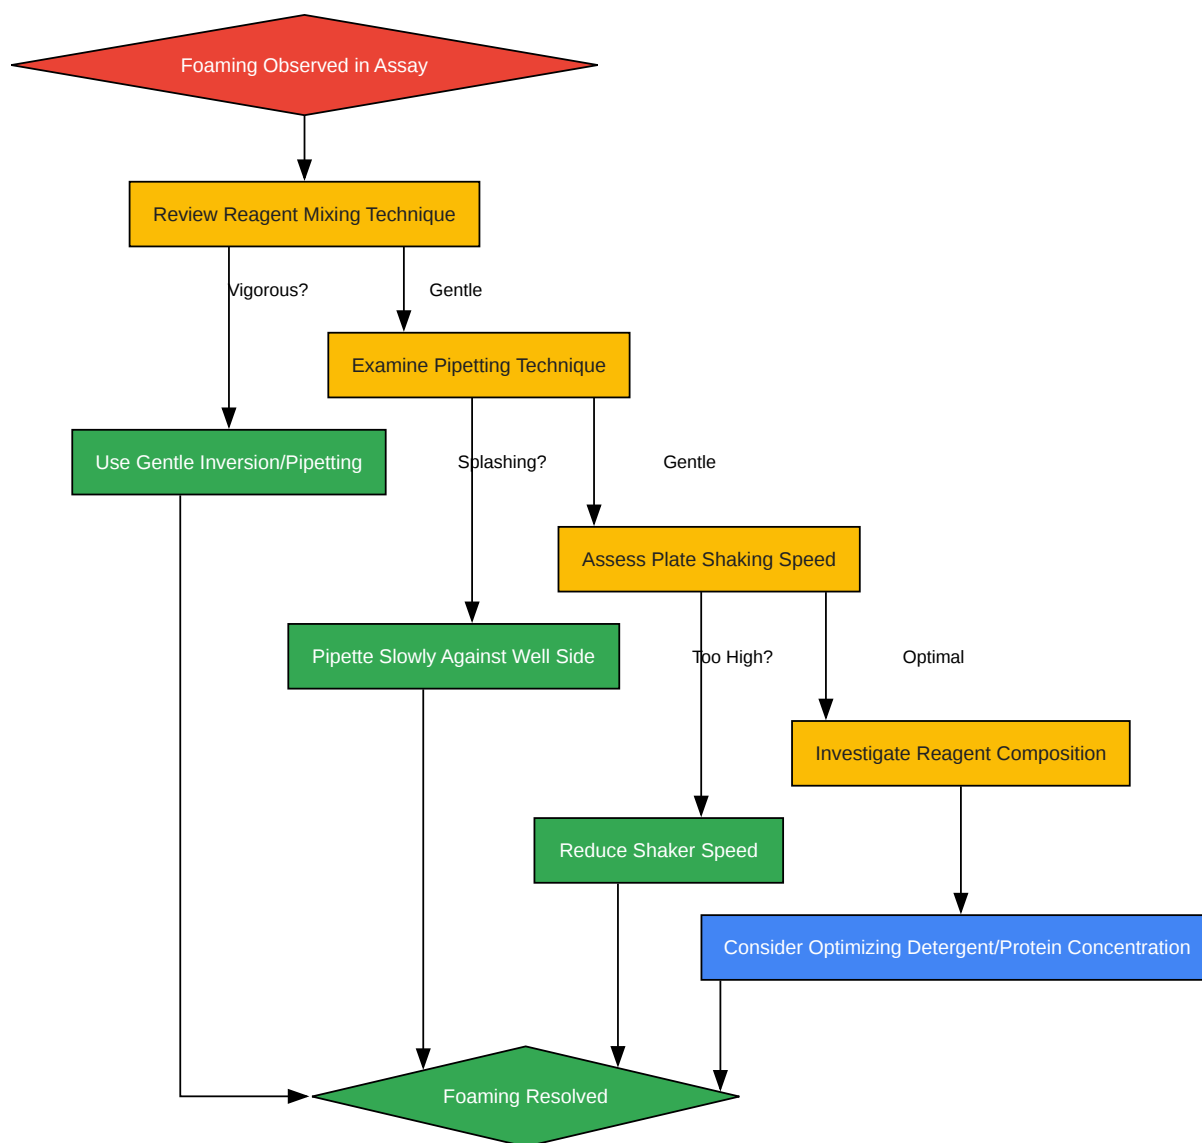 Foaming Observed in Assay
Review Reagent Mixing Technique
Vigorous?
Gentle
Examine Pipetting Technique
Use Gentle Inversion/Pipetting
Splashing?
Gentle
Assess Plate Shaking Speed
Pipette Slowly Against Well Side
Too High?
Optimal
Investigate Reagent Composition
Reduce Shaker Speed
Consider Optimizing Detergent/Protein Concentration
Foaming Resolved